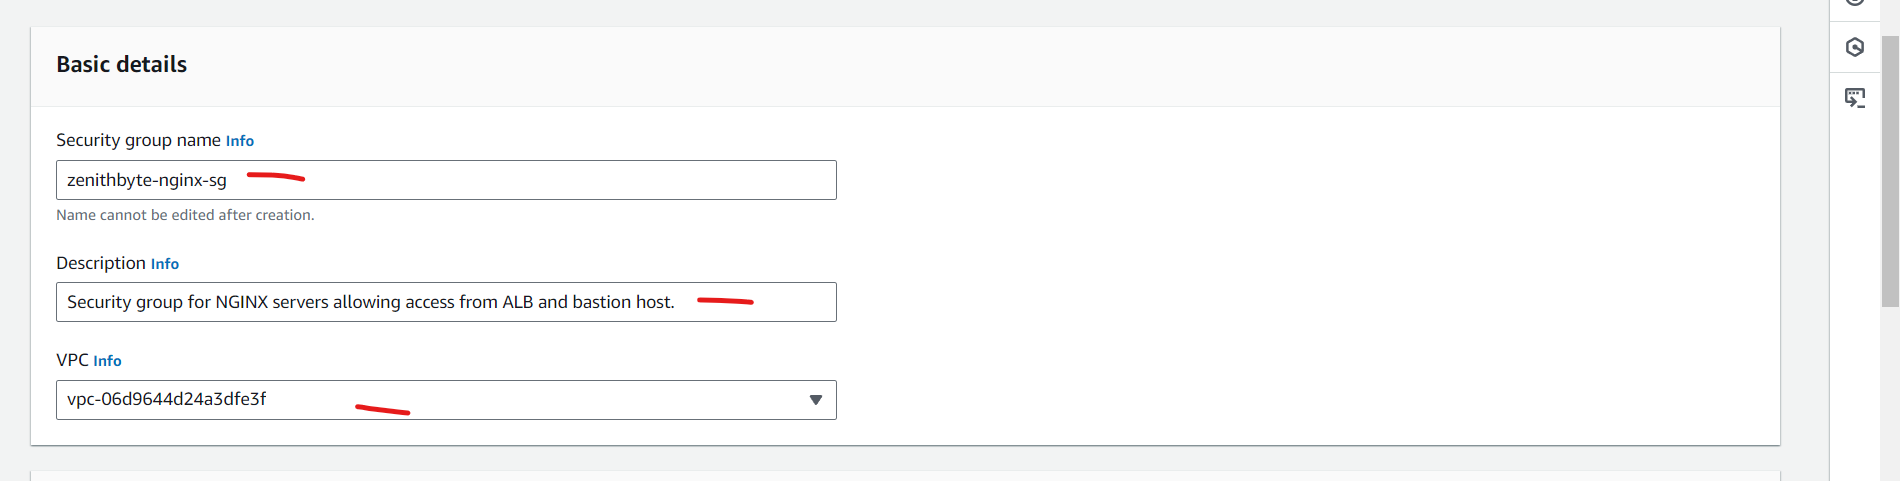 Basic details
Security group name Info
zenithbyte-nginx-sg
Name cannot be edited after creation.
Description Info
Security group for NGINX servers allowing access from ALB and bastion host.
VPC Info
vpc-06d9644d24a3dfe3f